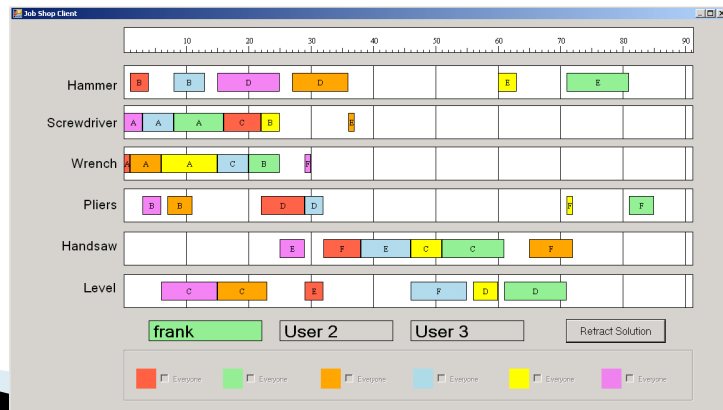 Job Shop Client
10 20 30 40 50 60 70 80 90
Hammer B B D D E E
Screwdriver A A A C B E
Wrench A A A C B F
Pliers B B D D F F
Handsaw E F E C C F
Level C C E F D D
frank User 2 User 3 Retract Solution
Everyone Everyone Everyone Everyone Everyone Everyone